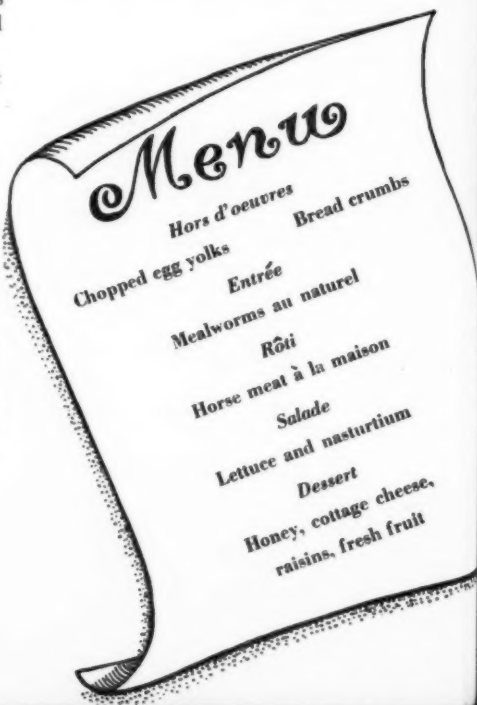 Menu
Hors d'oeuvres
Chopped egg yolks Bread crumbs
Entrée
Mealworms au naturel
Rôti
Horse meat à la maison
Salade
Lettuce and nasturtium
Dessert
Honey, cottage cheese,
raisins, fresh fruit